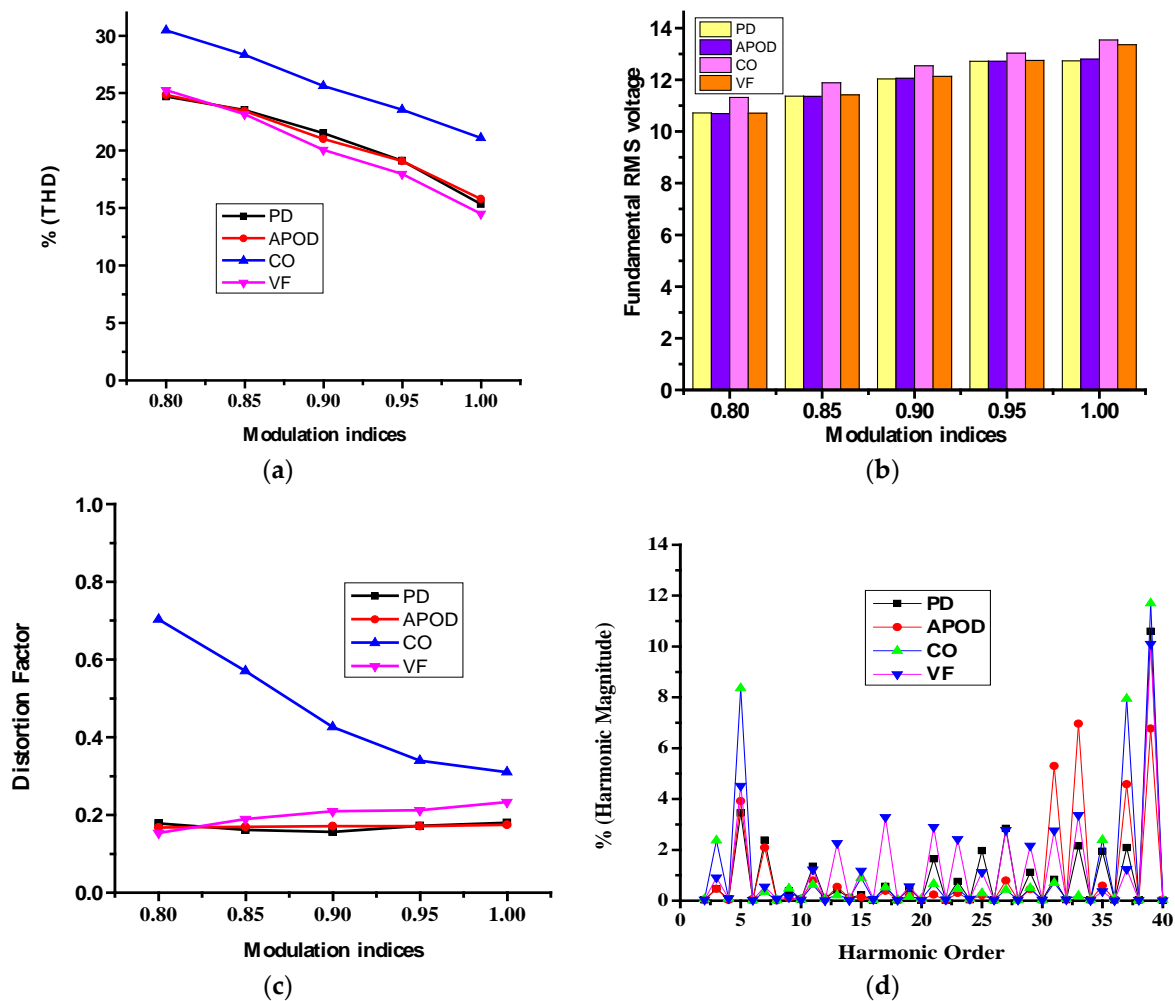 30
25
20
15
10
5
0
% (THD)
PD
APOD
CO
VF
0.80 0.85 0.90 0.95 1.00
Modulation indices
(a)
14
12
10
8
6
4
2
0
Fundamental RMS voltage
PD
APOD
CO
VF
0.80 0.85 0.90 0.95 1.00
Modulation indices
(b)
1.0
0.8
0.6
0.4
0.2
0.0
Distortion Factor
PD
APOD
CO
VF
0.80 0.85 0.90 0.95 1.00
Modulation indices
(c)
14
12
10
8
6
4
2
0
% (Harmonic Magnitude)
PD
APOD
CO
VF
0 5 10 15 20 25 30 35 40
Harmonic Order
(d)